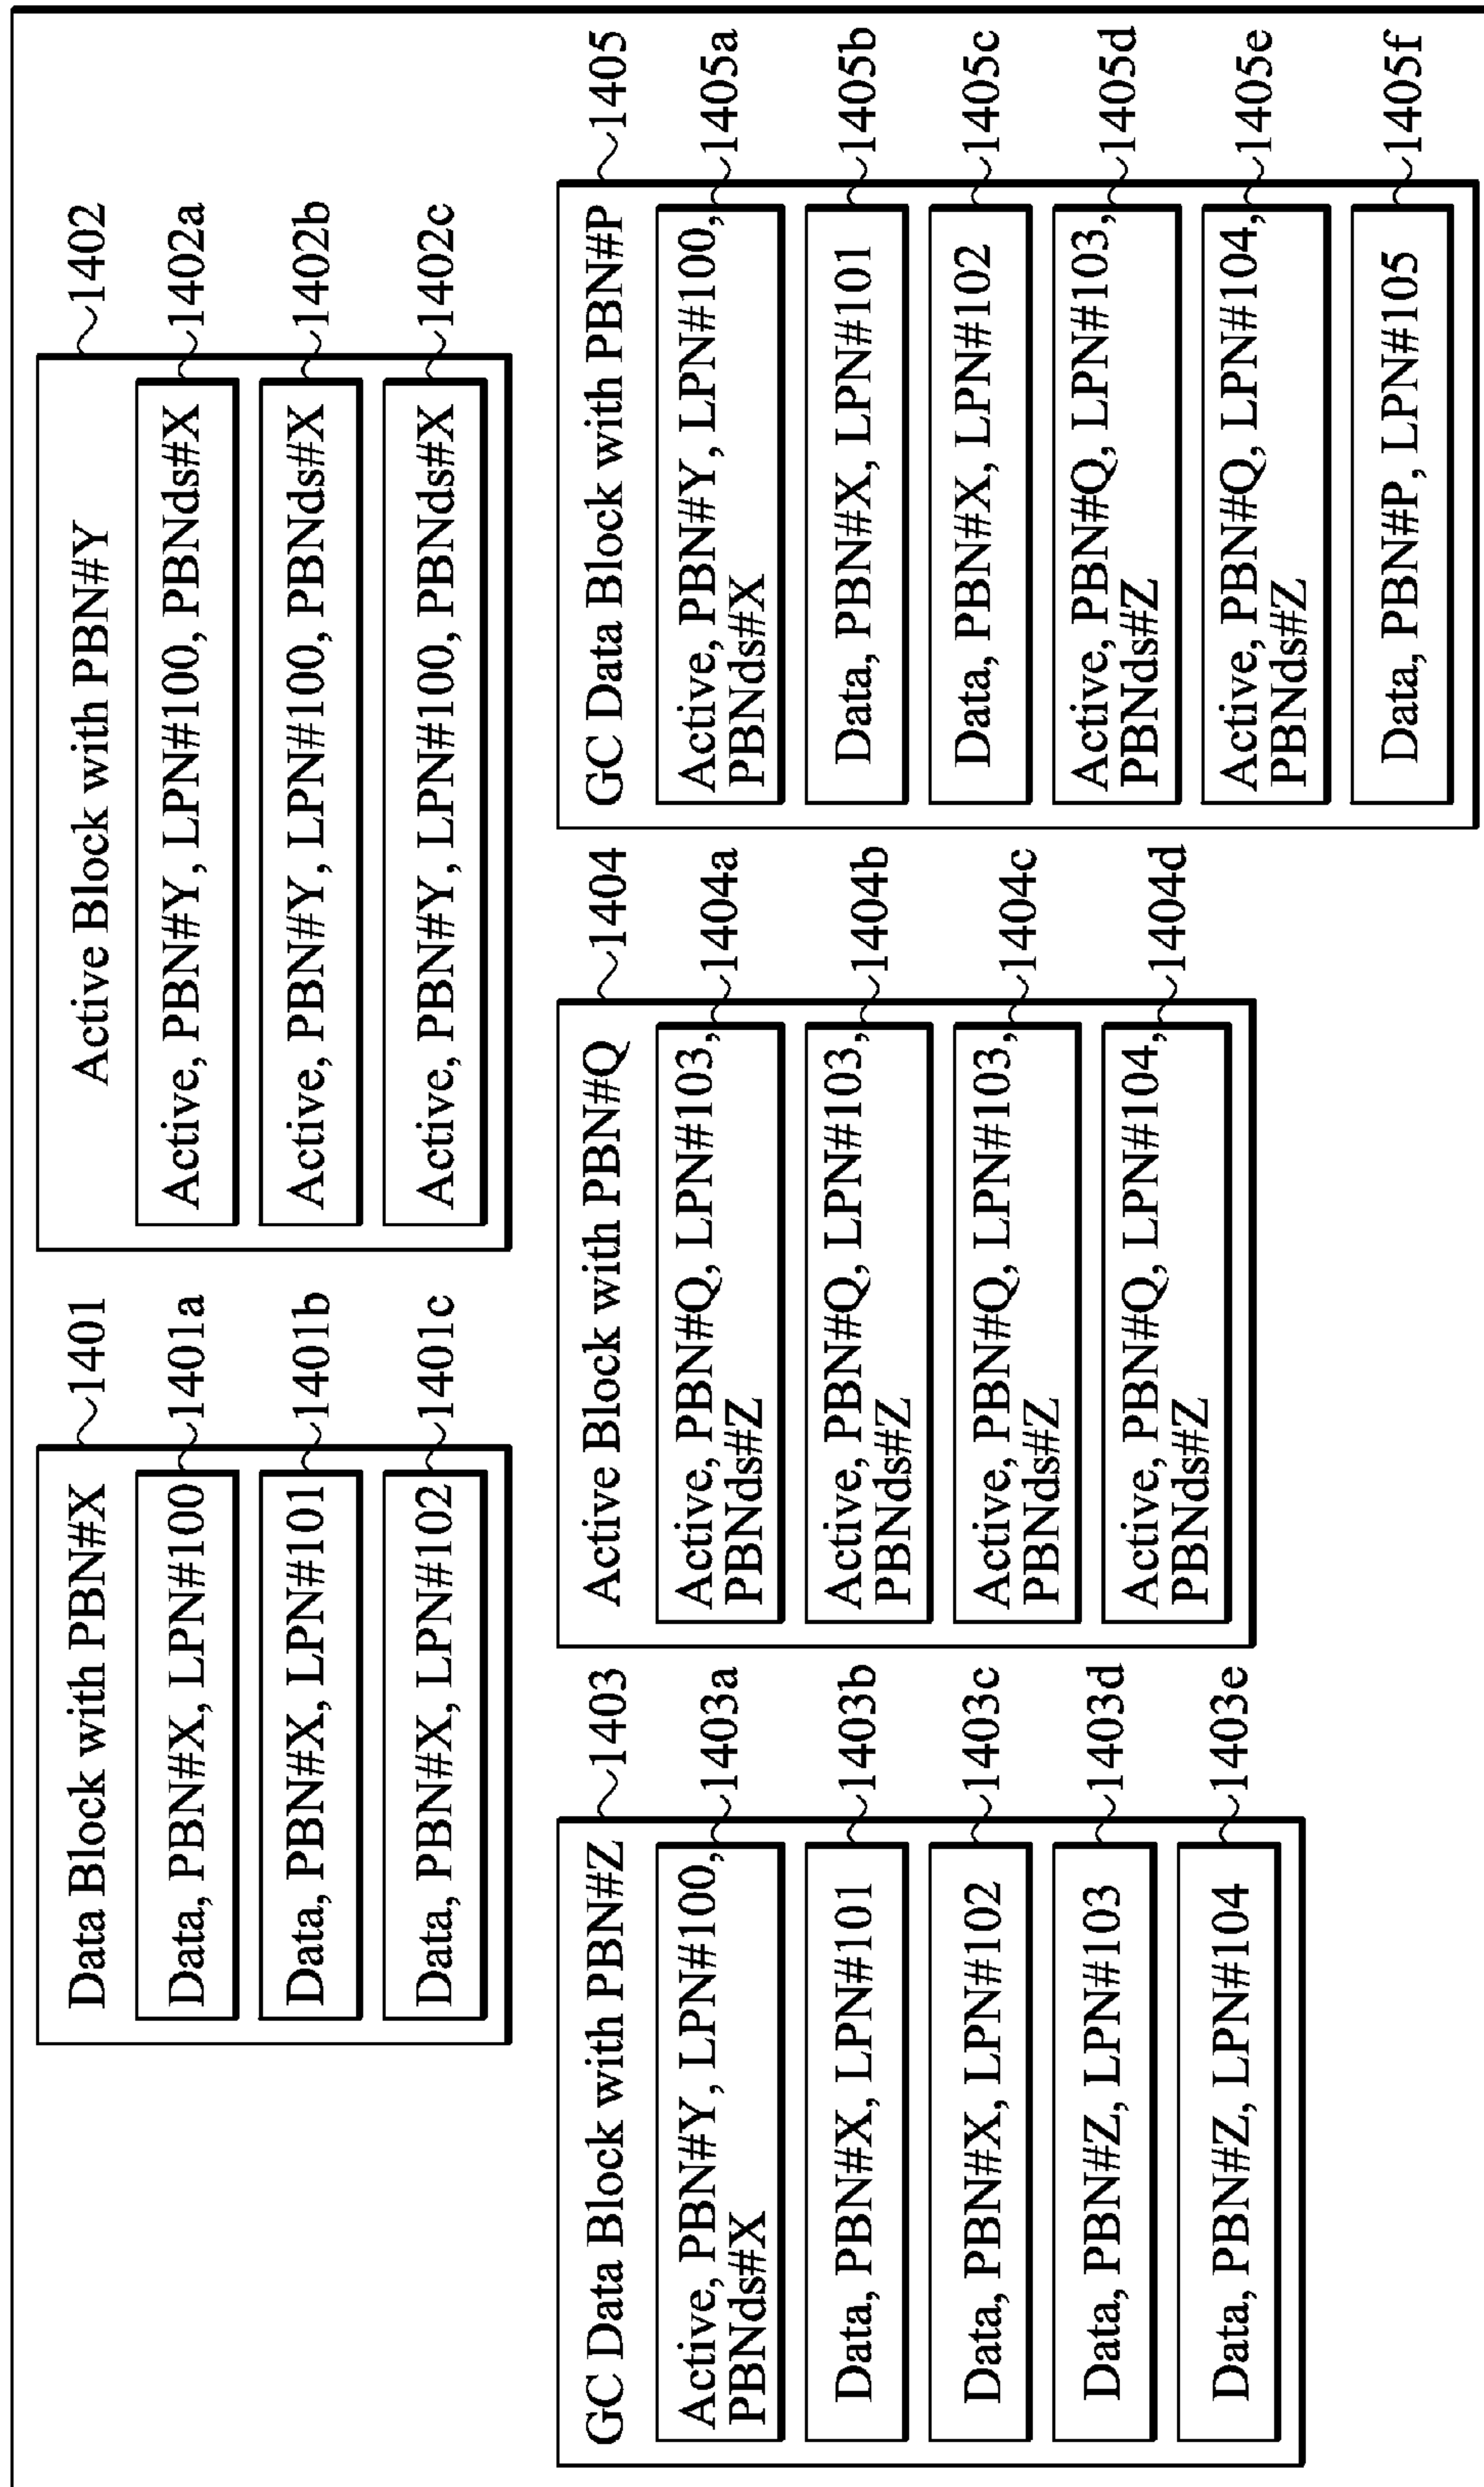 Data Block with PBN#X
1401
Data, PBN#X, LPN#100
1401a
Data, PBN#X, LPN#101
1401b
Data, PBN#X, LPN#102
1401c
Active Block with PBN#Y
1402
Active, PBN#Y, LPN#100, PBNds#X
1402a
Active, PBN#Y, LPN#100, PBNds#X
1402b
Active, PBN#Y, LPN#100, PBNds#X
1402c
GC Data Block with PBN#Z
1403
Active, PBN#Y, LPN#100,
PBNds#X
1403a
Data, PBN#X, LPN#101
1403b
Data, PBN#X, LPN#102
1403c
Data, PBN#Z, LPN#103
1403d
Data, PBN#Z, LPN#104
1403e
Active Block with PBN#Q
1404
Active, PBN#Q, LPN#103,
PBNds#Z
1404a
Active, PBN#Q, LPN#103,
PBNds#Z
1404b
Active, PBN#Q, LPN#103,
PBNds#Z
1404c
Active, PBN#Q, LPN#104,
PBNds#Z
1404d
GC Data Block with PBN#P
1405
Active, PBN#Y, LPN#100,
PBNds#X
1405a
Data, PBN#X, LPN#101
1405b
Data, PBN#X, LPN#102
1405c
Active, PBN#Q, LPN#103,
PBNds#Z
1405d
Active, PBN#Q, LPN#104,
PBNds#Z
1405e
Data, PBN#P, LPN#105
1405f